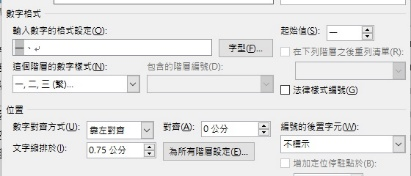 數字格式
輸入數字的格式設定(O):
起始值(S): 一
一、↵
字型(F)...
在下列階層之後重列清單(R):
這個階層的數字樣式(N):
包含的階層編號(D):
一, 二, 三 (繁)...
法律樣式編號(G)
位置
數字對齊方式(U): 靠左對齊
對齊(A): 0 公分
編號的後置字元(W):
文字縮排於(I): 0.75 公分
為所有階層設定(E)...
不標示
增加定位停駐點於(B):